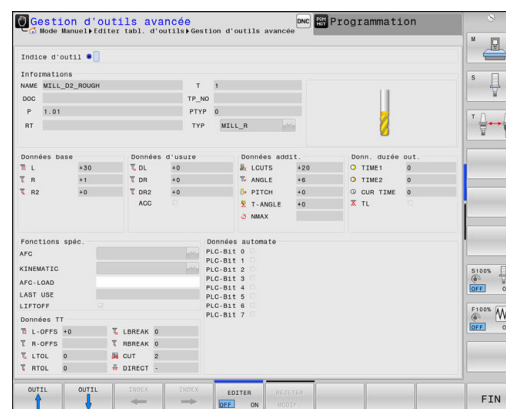 Gestion d'outils avancée
DNC
Programmation
Mode Manuel▸Editer tabl. d'outils▸Gestion d'outils avancée
Indice d'outil
Informations
NAME MILL_D2_ROUGH T 1
DOC TP_NO
P 1.01 PTYP 0
RT TYP MILL_R
Données base Données d'usure Données addit. Donn. durée out.
L +30 DL +0 LCUTS +20 TIME1 0
R +1 DR +0 ANGLE +6 TIME2 0
R2 +0 DR2 +0 PITCH +0 CUR TIME 0
ACC T-ANGLE +0 TL
NMAX
Fonctions spéc. Données automate
AFC PLC-Bit 0
PLC-Bit 1
KINEMATIC PLC-Bit 2
PLC-Bit 3
AFC-LOAD PLC-Bit 4
LAST USE PLC-Bit 5
LIFTOFF PLC-Bit 6
PLC-Bit 7
Données TT
L-OFFS +0 LBREAK 0
R-OFFS RBREAK 0
LTOL 0 CUT 2
RTOL 0 DIRECT -
M
S
T
S100%
OFF
F100%
OFF
OUTIL OUTIL INDEX INDEX EDITER REJETER FIN
OFF ON MODIF.